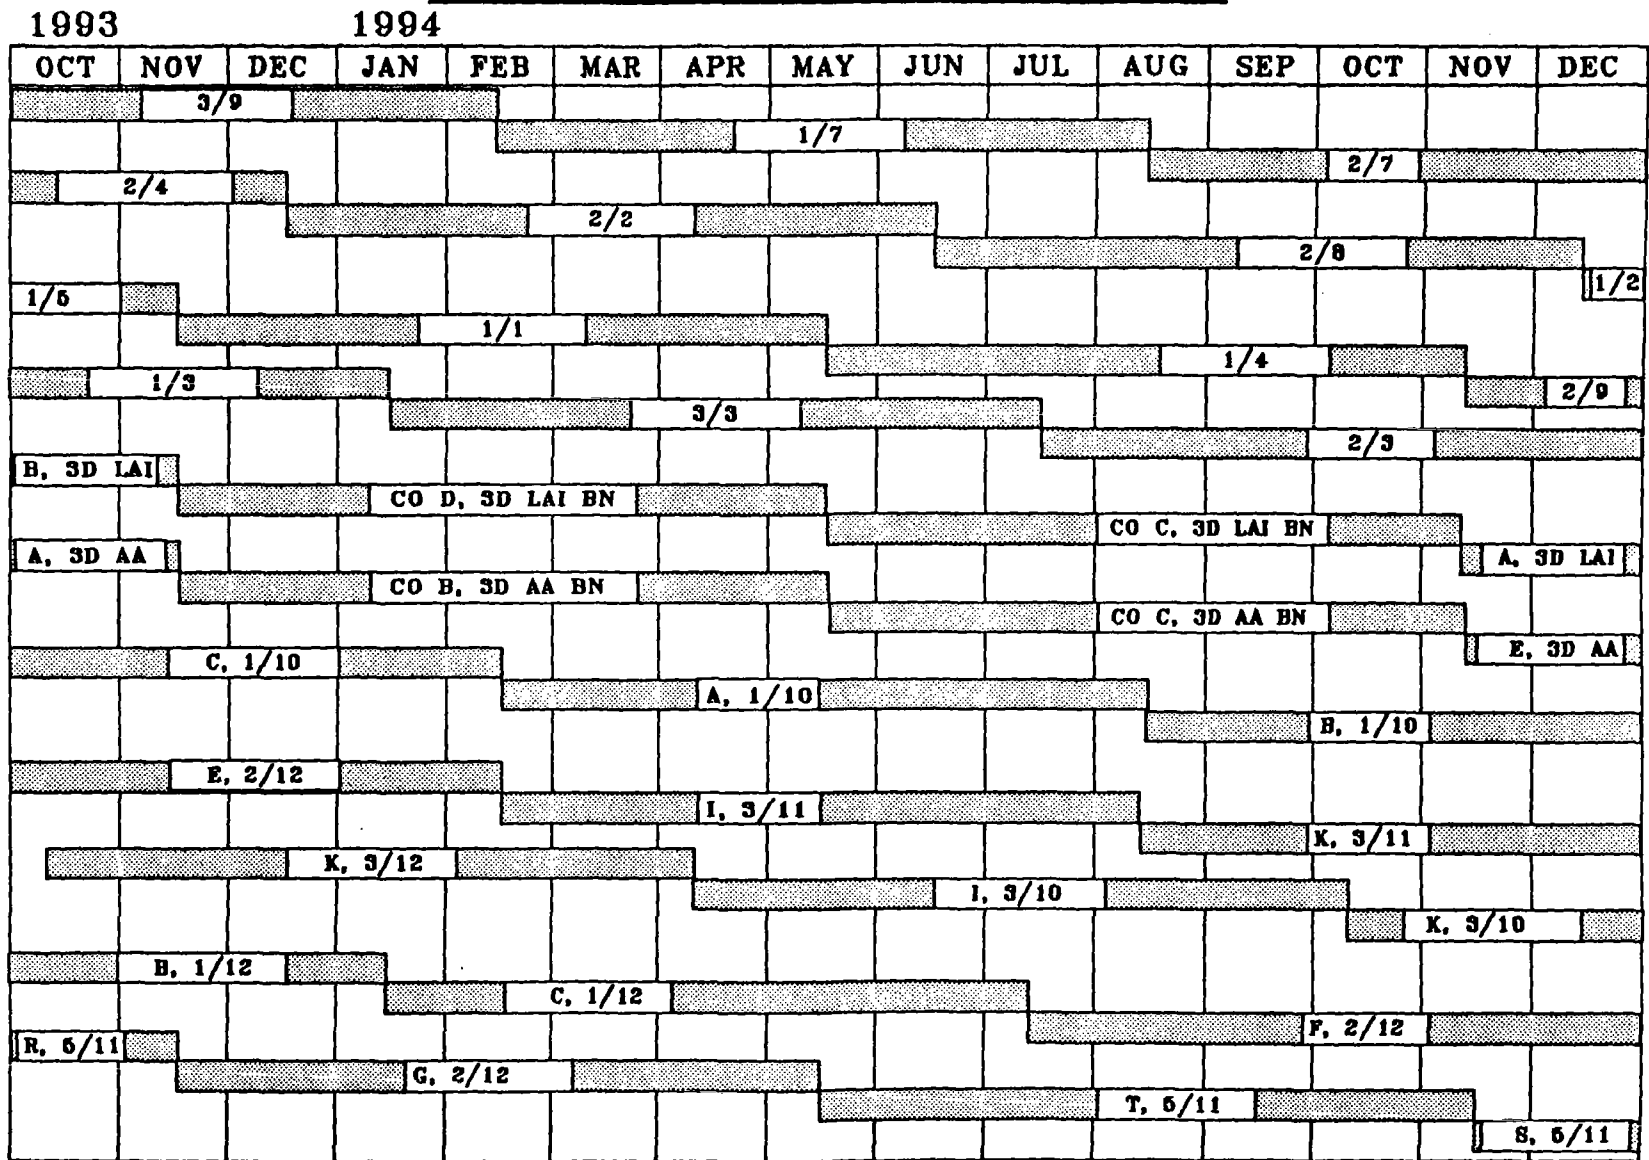 1993 1994
OCT NOV DEC JAN FEB MAR APR MAY JUN JUL AUG SEP OCT NOV DEC
3/9
1/7
2/7
2/4
2/2
2/8
1/2
1/5
1/1
1/4
2/9
1/3
3/3
2/3
B, 3D LAI
CO D, 3D LAI BN
CO C, 3D LAI BN
A, 3D LAI
A, 3D AA
CO B, 3D AA BN
CO C, 3D AA BN
E, 3D AA
C, 1/10
A, 1/10
B, 1/10
E, 2/12
I, 3/11
K, 3/11
K, 3/12
I, 3/10
K, 3/10
B, 1/12
C, 1/12
F, 2/12
R, 5/11
G, 2/12
T, 5/11
S, 5/11